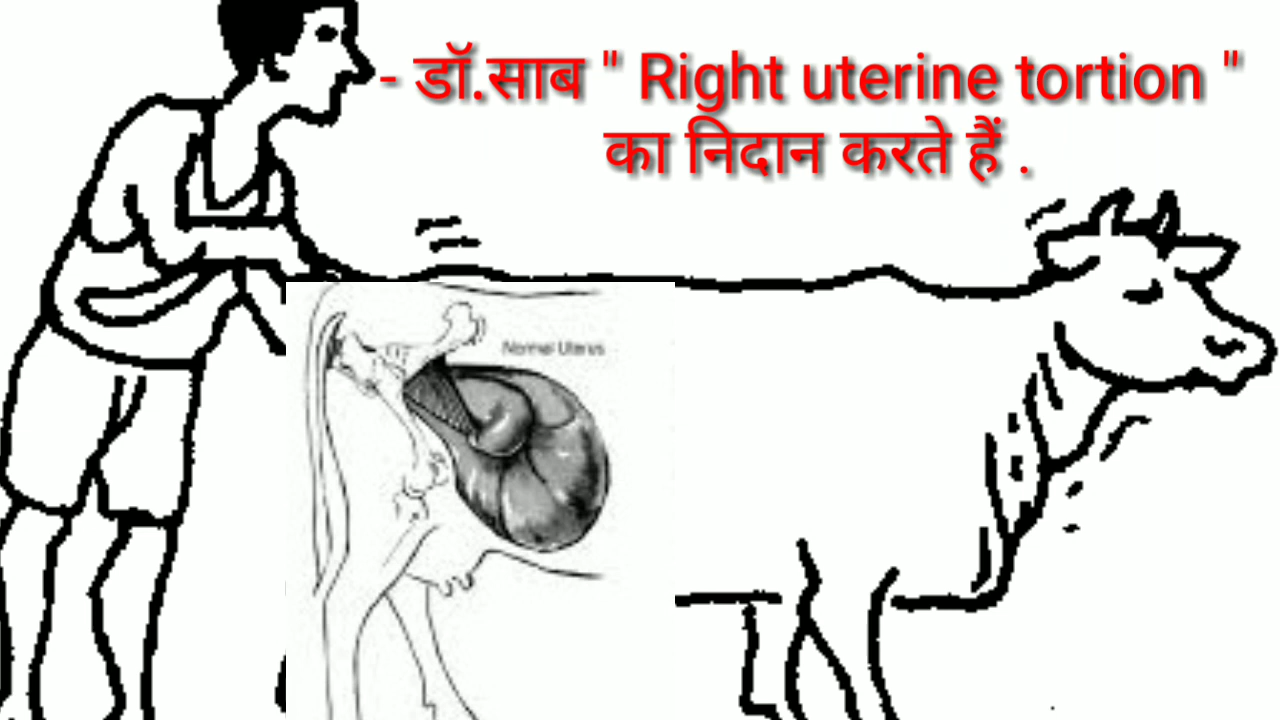 - डॉ.साब " Right uterine tortion "
का निदान करते हैं .
Normal Uterus